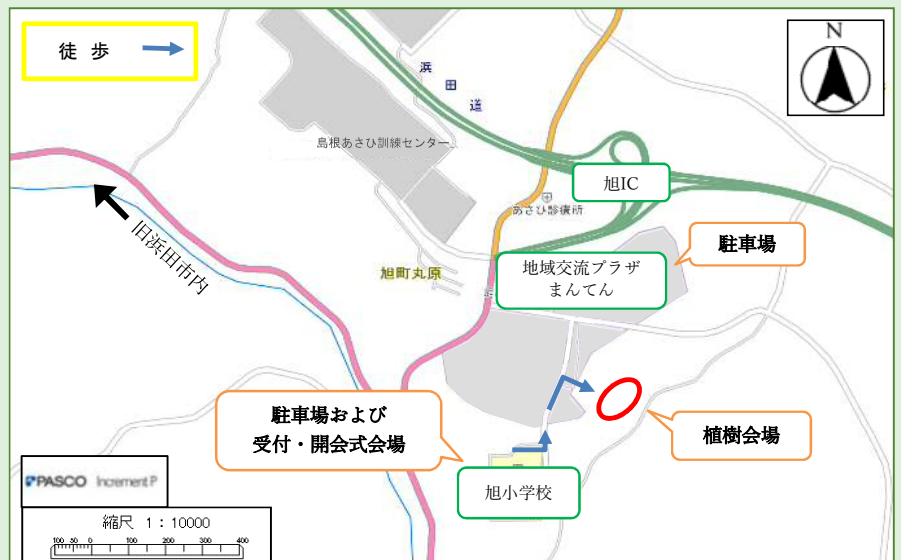 徒 歩
N
浜
田
道
島根あさひ訓練センター
旭IC
あさひ診療所
駐車場
旧浜田市内
旭町丸原
地域交流プラザ
まんてん
駐車場および
受付・開会式会場
植樹会場
旭小学校
PASCO Increment P
縮尺 1：10000
100 50 0 100 200 300 400